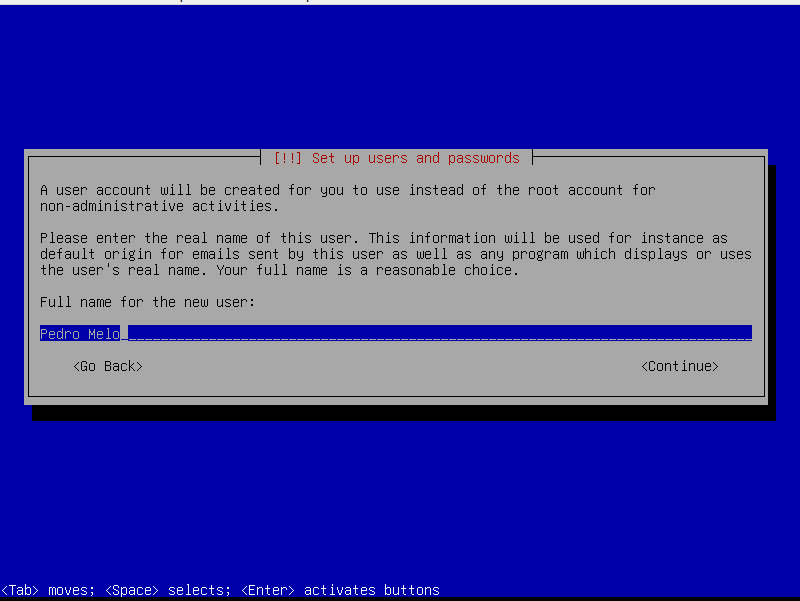 [!!] Set up users and passwords
A user account will be created for you to use instead of the root account for
non-administrative activities.
Please enter the real name of this user. This information will be used for instance as
default origin for emails sent by this user as well as any program which displays or uses
the user's real name. Your full name is a reasonable choice.
Full name for the new user:
Pedro Melo
<Go Back> <Continue>
<Tab> moves; <Space> selects; <Enter> activates buttons